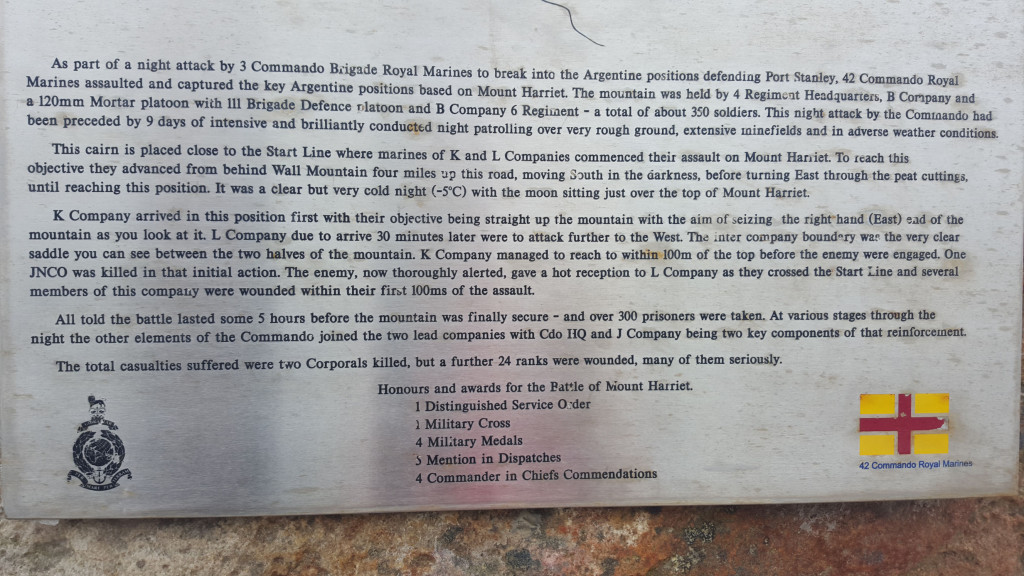 As part of a night attack by 3 Commando Brigade Royal Marines to break into the Argentine positions defending Port Stanley, 42 Commando Royal
Marines assaulted and captured the key Argentine positions based on Mount Harriet. The mountain was held by 4 Regiment Headquarters, B Company and
a 120mm Mortar platoon with 111 Brigade Defence platoon and B Company 6 Regiment - a total of about 350 soldiers. This night attack by the Commando had
been preceded by 9 days of intensive and brilliantly conducted night patrolling over very rough ground, extensive minefields and in adverse weather conditions.
This cairn is placed close to the Start Line where marines of K and L Companies commenced their assault on Mount Harriet. To reach this
objective they advanced from behind Wall Mountain four miles up this road, moving South in the darkness, before turning East through the peat cuttings,
until reaching this position. It was a clear but very cold night (-5°C) with the moon sitting just over the top of Mount Harriet.
K Company arrived in this position first with their objective being straight up the mountain with the aim of seizing the right hand (East) end of the
mountain as you look at it. L Company due to arrive 30 minutes later were to attack further to the West. The inter company boundary was the very clear
saddle you can see between the two halves of the mountain. K Company managed to reach to within 100m of the top before the enemy were engaged. One
JNCO was killed in that initial action. The enemy, now thoroughly alerted, gave a hot reception to L Company as they crossed the Start Line and several
members of this company were wounded within their first 100ms of the assault.
All told the battle lasted some 5 hours before the mountain was finally secure - and over 300 prisoners were taken. At various stages through the
night the other elements of the Commando joined the two lead companies with Cdo HQ and J Company being two key components of that reinforcement.
The total casualties suffered were two Corporals killed, but a further 24 ranks were wounded, many of them seriously.
Honours and awards for the Battle of Mount Harriet.
1 Distinguished Service Order
1 Military Cross
4 Military Medals
5 Mention in Dispatches
4 Commander in Chiefs Commendations
42 Commando Royal Marines